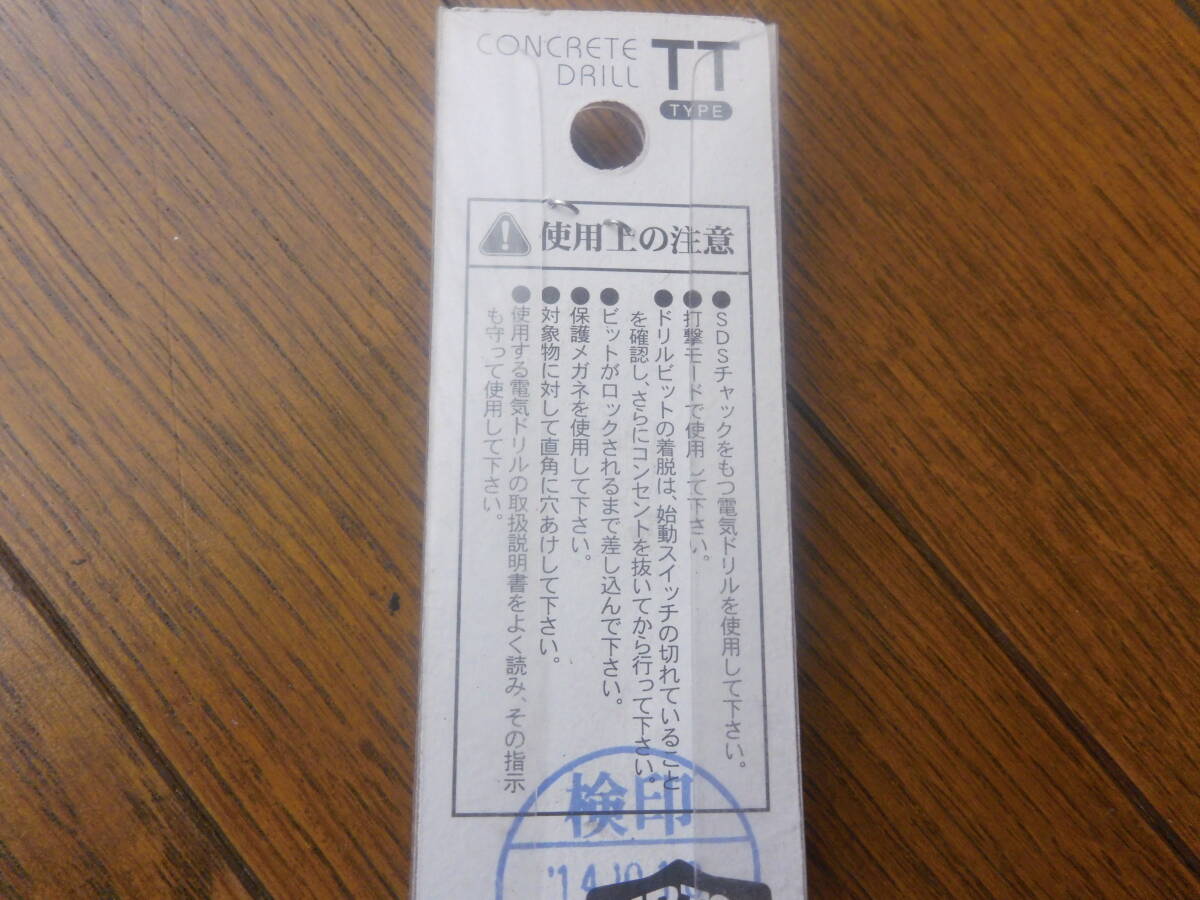 CONCRETE
DRILL
TT
TYPE
使用上の注意
●SDSチャックをもつ電気ドリルを使用して下さい。
●打撃モードで使用して下さい。
●ドリルビットの着脱は、始動スイッチの切れていること
を確認し、さらにコンセントを抜いてから行って下さい。
●ビットがロックされるまで差し込んで下さい。
●保護メガネを使用して下さい。
●対象物に対して直角に穴あけして下さい。
●使用する電気ドリルの取扱説明書をよく読み、その指示
も守って使用して下さい。
検印